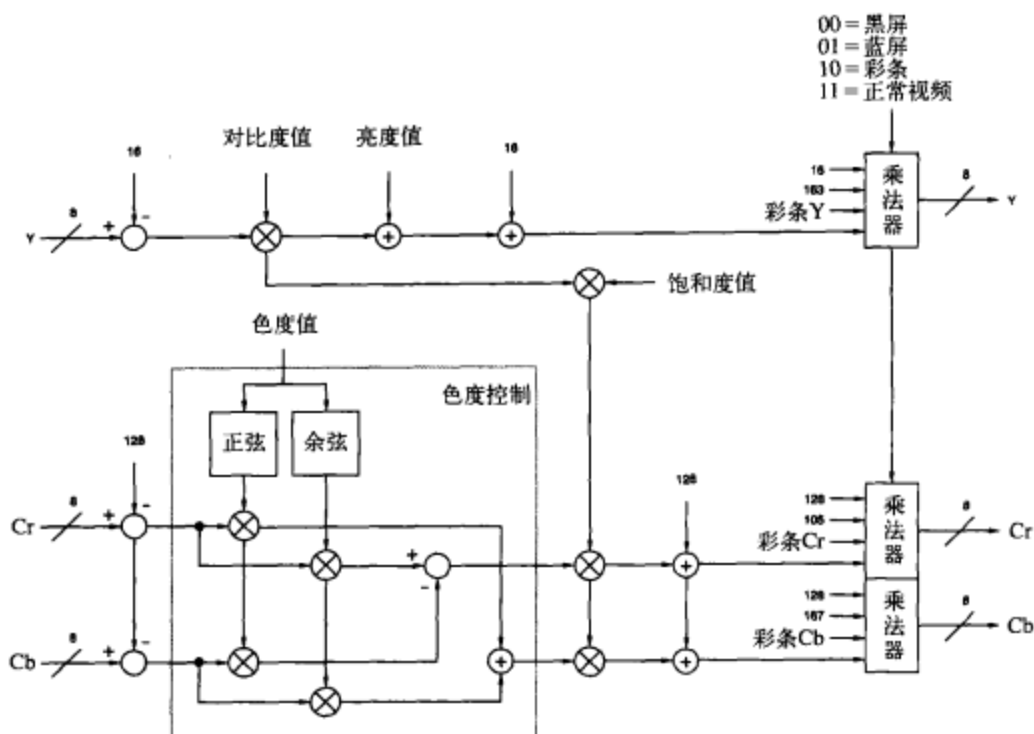 00＝黑屏
01＝蓝屏
10＝彩条
11＝正常视频
对比度值
亮度值
16
16
8
Y
+
-
+
+
16
163
彩条Y
乘法器
8
Y
饱和度值
色度值
色度控制
正弦
余弦
128
8
Cr
+
-
128
128
105
彩条Cr
乘法器
8
Cr
+
-
+
8
Cb
+
-
+
+
128
167
彩条Cb
乘法器
8
Cb